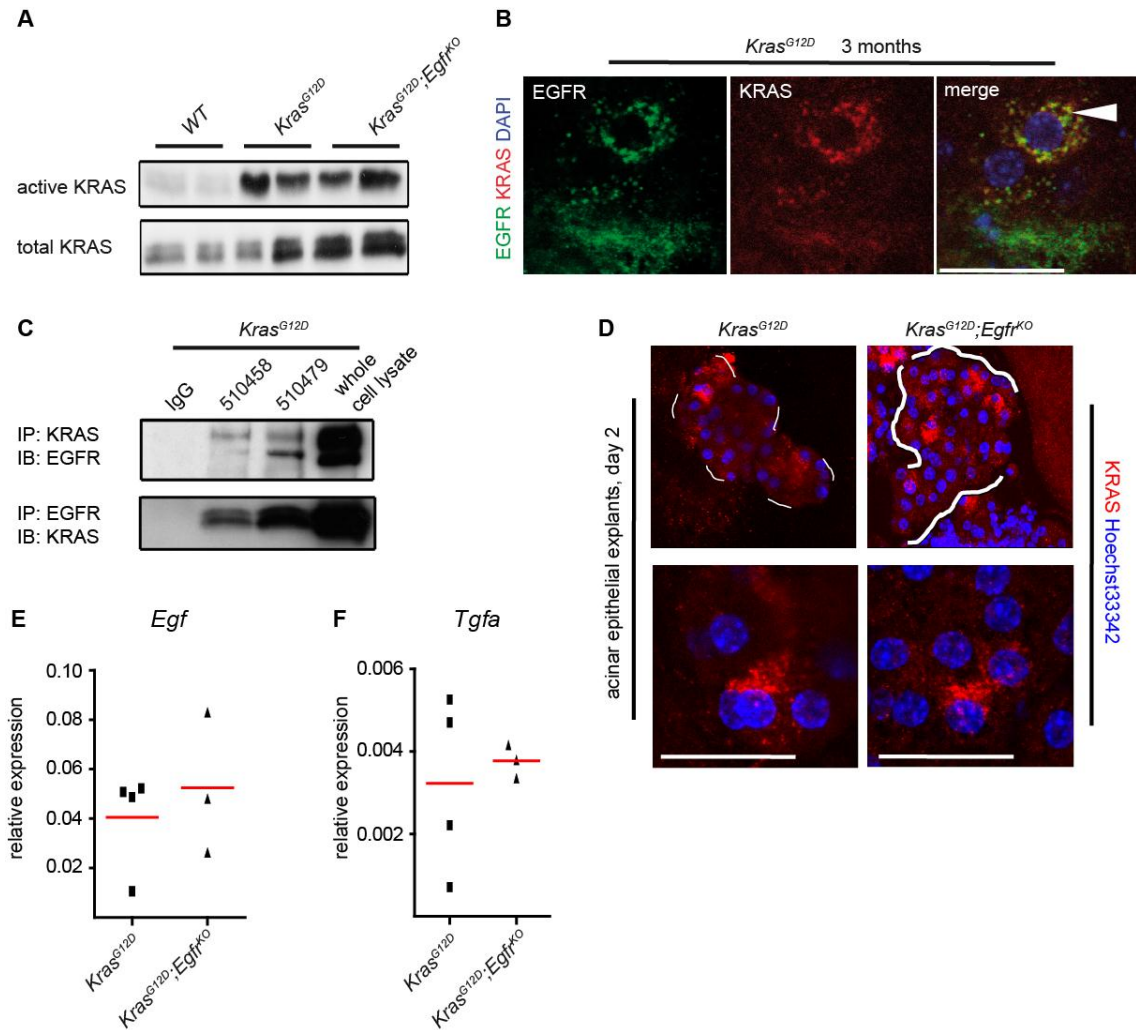 A
WT
Kras^G12D
Kras^G12D;Egfr^KO
active KRAS
total KRAS
B
Kras^G12D 3 months
EGFR KRAS DAPI
EGFR
KRAS
merge
C
Kras^G12D
IgG
510458
510479
whole
cell lysate
IP: KRAS
IB: EGFR
IP: EGFR
IB: KRAS
D
Kras^G12D
Kras^G12D;Egfr^KO
acinar epithelial explants, day 2
KRAS Hoechst33342
E
Egf
relative expression
0.10
0.08
0.06
0.04
0.02
Kras^G12D
Kras^G12D;Egfr^KO
F
Tgfa
relative expression
0.006
0.004
0.002
Kras^G12D
Kras^G12D;Egfr^KO